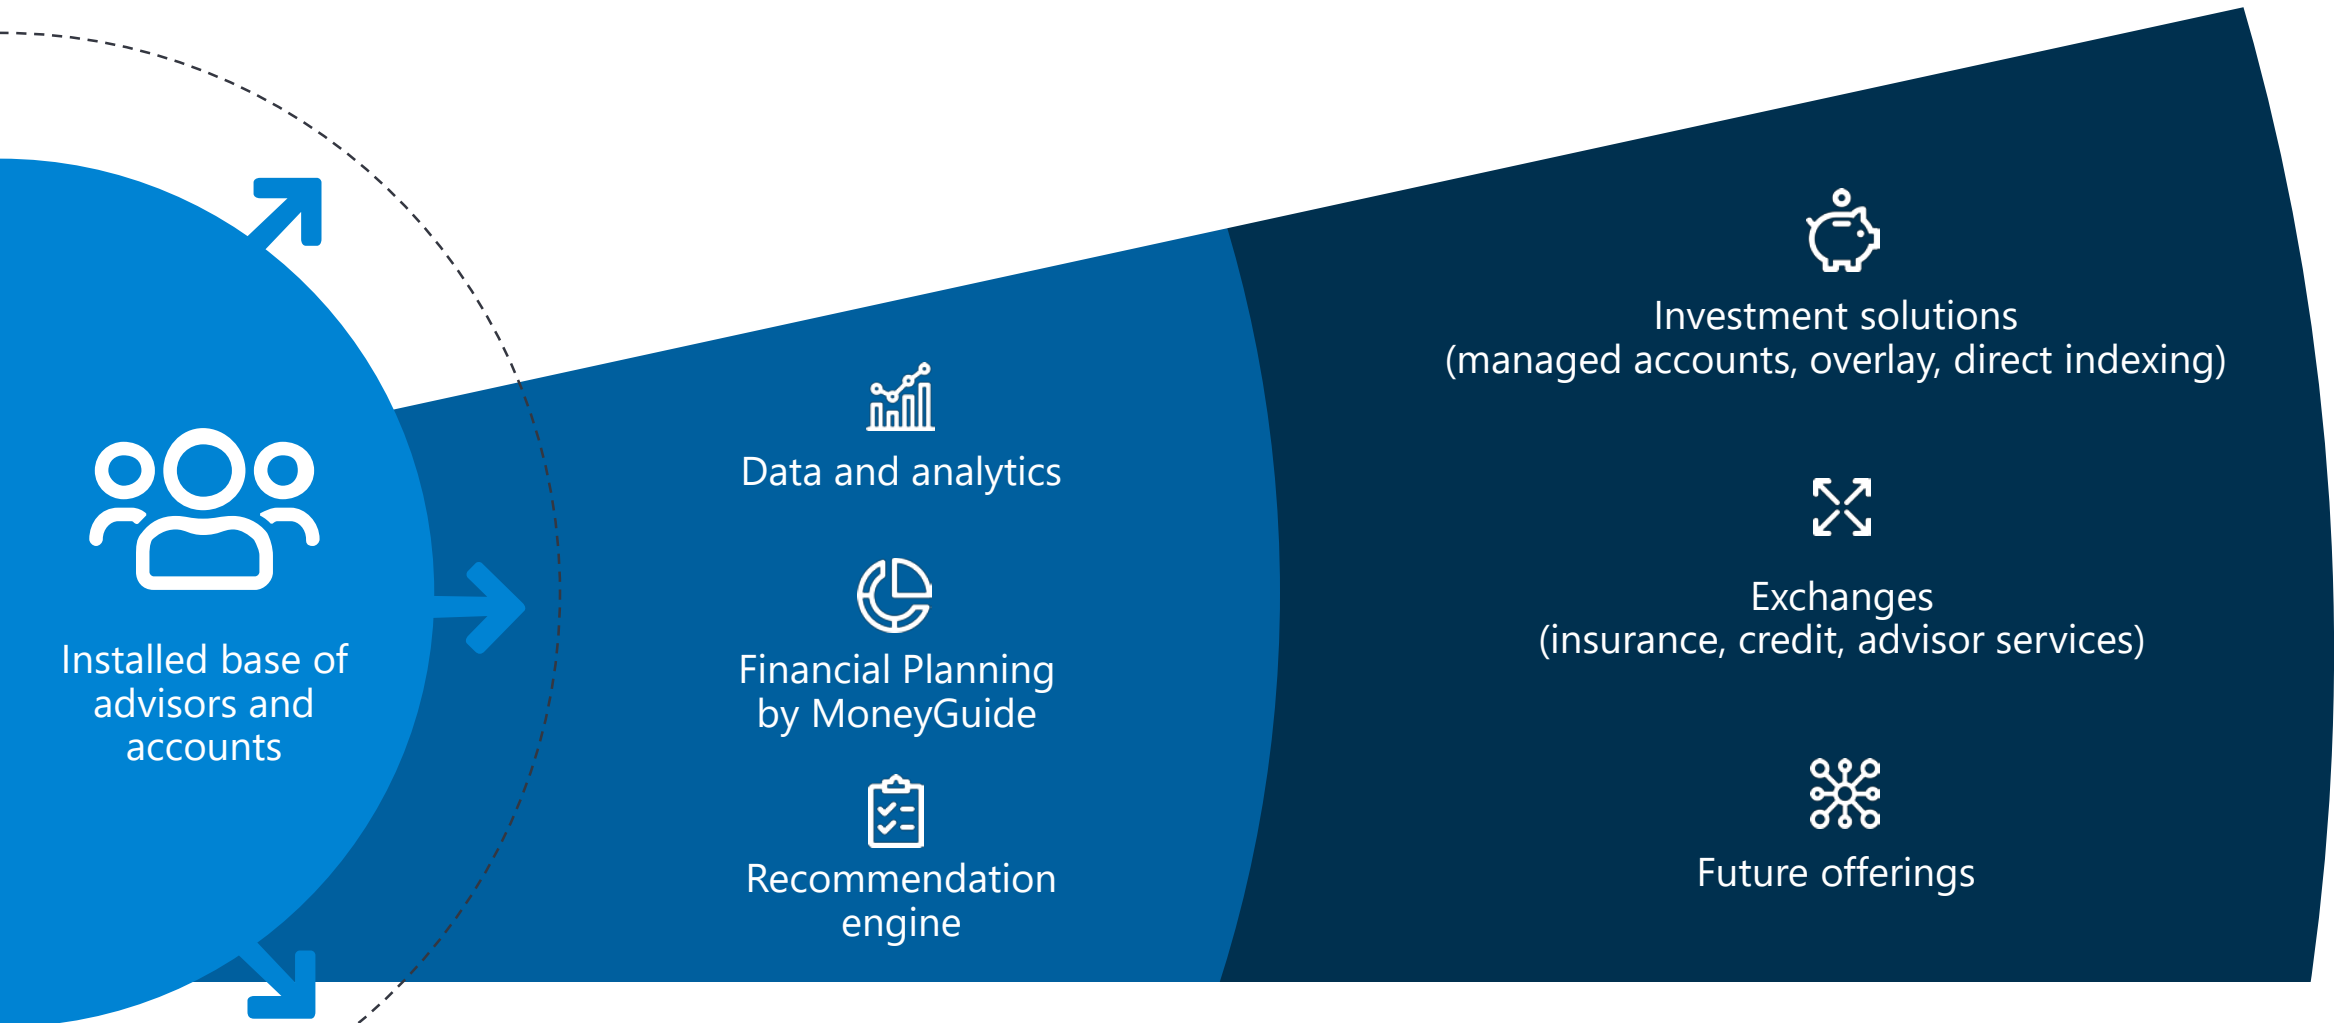 Installed base of
advisors and
accounts
Data and analytics
Financial Planning
by MoneyGuide
Recommendation
engine
Investment solutions
(managed accounts, overlay, direct indexing)
Exchanges
(insurance, credit, advisor services)
Future offerings